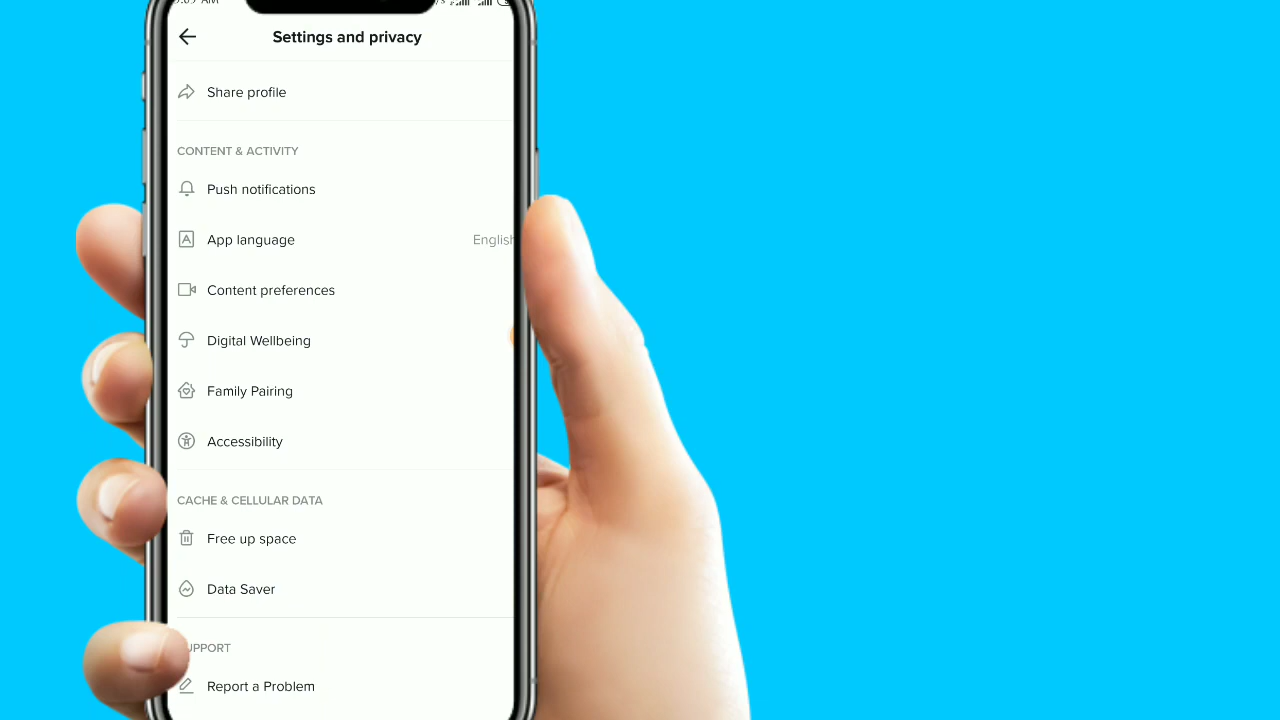 Settings and privacy
Share profile
CONTENT & ACTIVITY
Push notifications
App language English
Content preferences
Digital Wellbeing
Family Pairing
Accessibility
CACHE & CELLULAR DATA
Free up space
Data Saver
UPPORT
Report a Problem